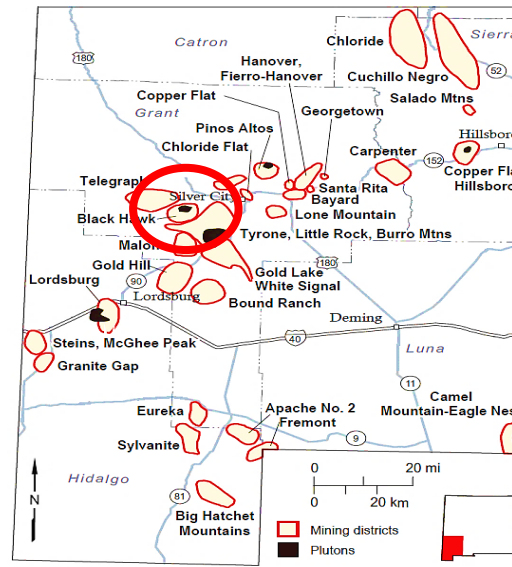 Catron
Chloride
Sierra
180
Hanover,
Fierro-Hanover
Cuchillo Negro
52
Copper Flat
Salado Mtns
Grant
Georgetown
Pinos Altos
Hillsbor
Chloride Flat
Carpenter
152
Copper Fla
Hillsboro
Telegraph
Santa Rita
Silver City
Bayard
Black Hawk
Lone Mountain
Tyrone, Little Rock, Burro Mtns
Malon
180
Gold Hill
Gold Lake
White Signal
Lordsburg
90
Lordsburg
Bound Ranch
Deming
40
Steins, McGhee Peak
Luna
Granite Gap
11
Camel
Mountain-Eagle Nes
Eureka
Apache No. 2
Fremont
Sylvanite
9
Hidalgo
0 20 mi
N
81
0 20 km
Big Hatchet
Mountains
Mining districts
Plutons